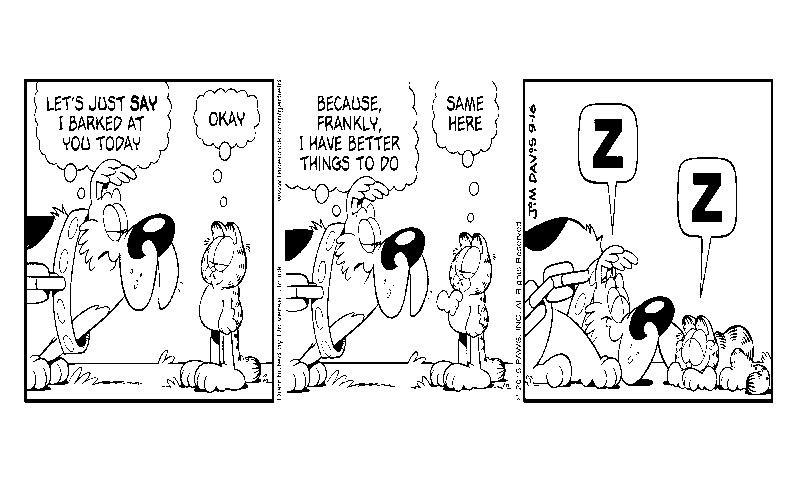 LET'S JUST SAY
I BARKED AT
YOU TODAY
OKAY
BECAUSE,
FRANKLY,
I HAVE BETTER
THINGS TO DO
SAME
HERE
JIM DAVIS 9-16
Z
Z